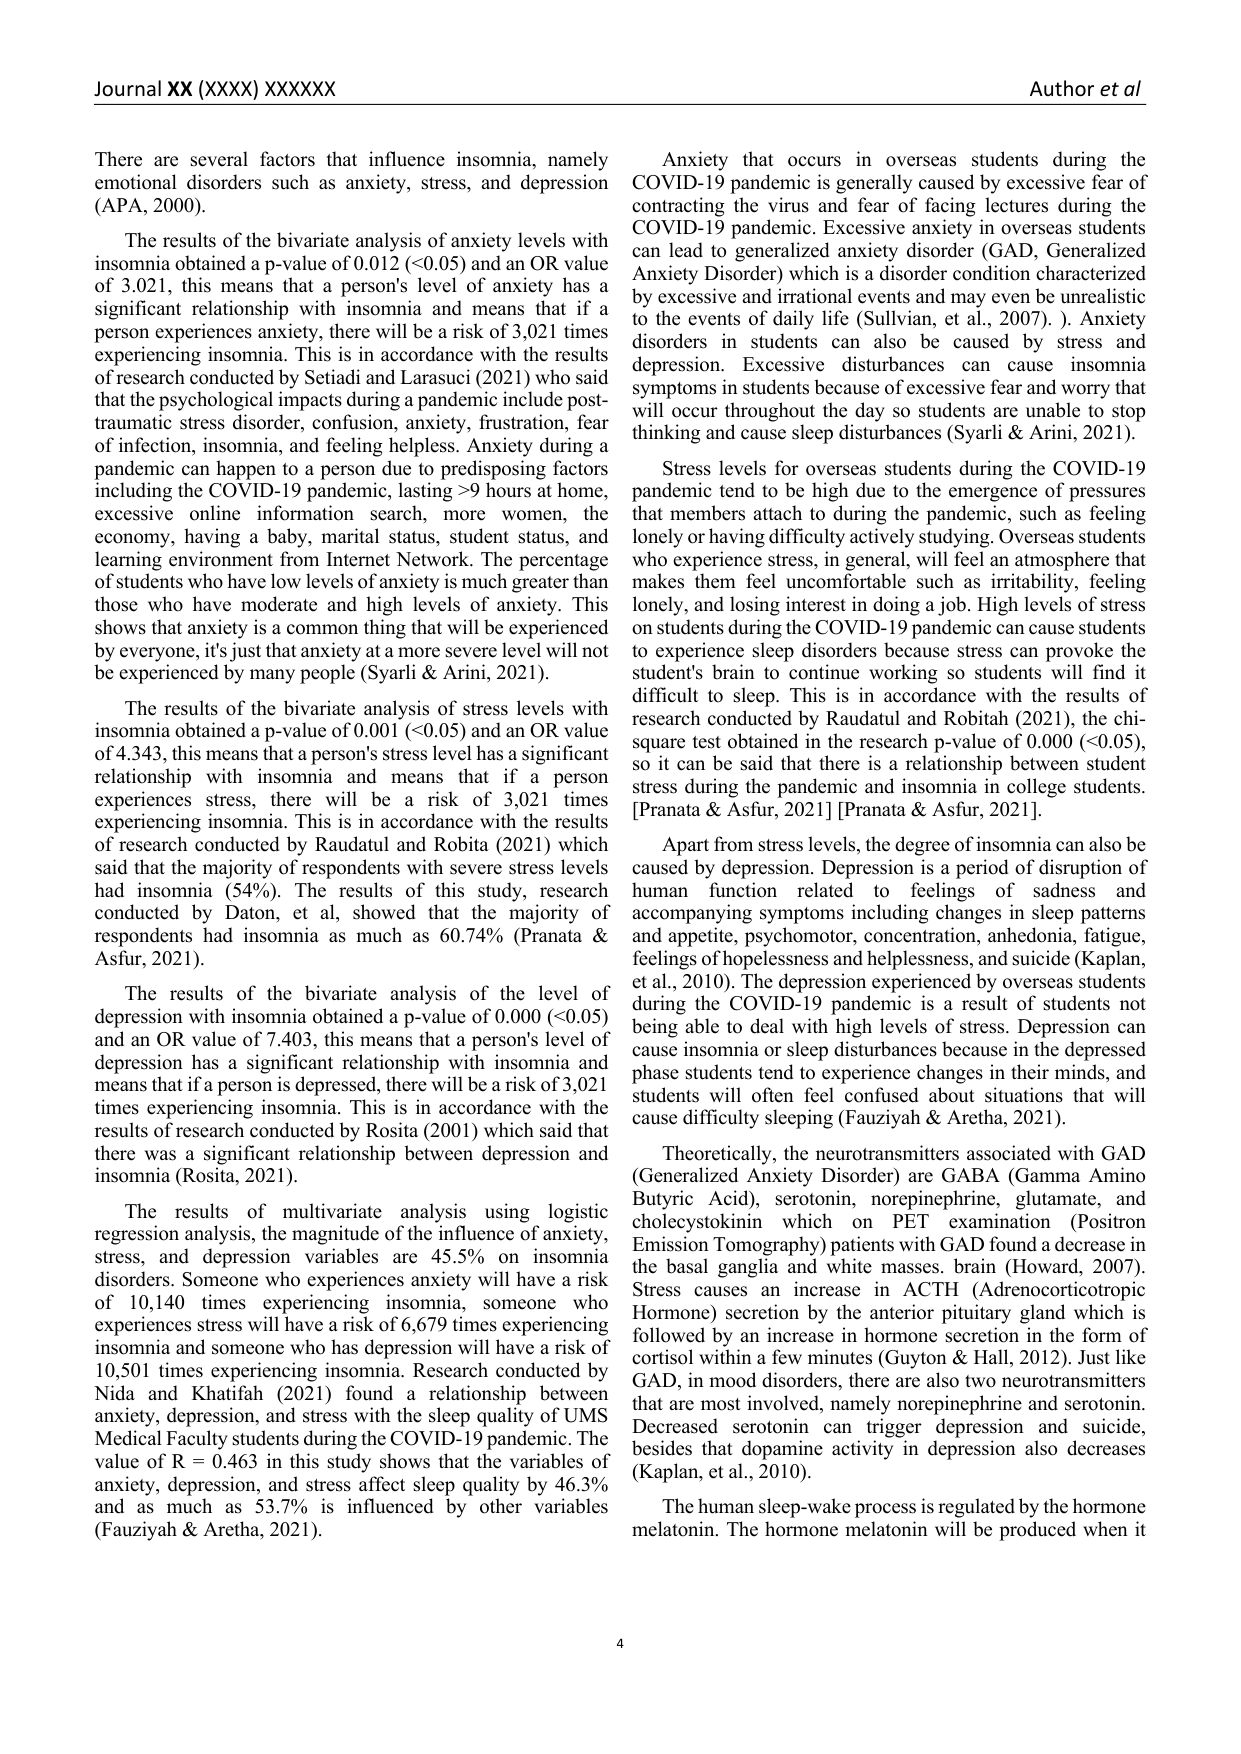 Journal XX (XXXX) XXXXXX
Author et al
There are several factors that influence insomnia, namely
emotional disorders such as anxiety, stress, and depression
(APA, 2000).
The results of the bivariate analysis of anxiety levels with
insomnia obtained a p-value of 0.012 (<0.05) and an OR value
of 3.021, this means that a person's level of anxiety has a
significant relationship with insomnia and means that if a
person experiences anxiety, there will be a risk of 3,021 times
experiencing insomnia. This is in accordance with the results
of research conducted by Setiadi and Larasuci (2021) who said
that the psychological impacts during a pandemic include post-
traumatic stress disorder, confusion, anxiety, frustration, fear
of infection, insomnia, and feeling helpless. Anxiety during a
pandemic can happen to a person due to predisposing factors
including the COVID-19 pandemic, lasting >9 hours at home,
excessive online information search, more women, the
economy, having a baby, marital status, student status, and
learning environment from Internet Network. The percentage
of students who have low levels of anxiety is much greater than
those who have moderate and high levels of anxiety. This
shows that anxiety is a common thing that will be experienced
by everyone, it's just that anxiety at a more severe level will not
be experienced by many people (Syarli & Arini, 2021).
The results of the bivariate analysis of stress levels with
insomnia obtained a p-value of 0.001 (<0.05) and an OR value
of 4.343, this means that a person's stress level has a significant
relationship with insomnia and means that if a person
experiences stress, there will be a risk of 3,021 times
experiencing insomnia. This is in accordance with the results
of research conducted by Raudatul and Robita (2021) which
said that the majority of respondents with severe stress levels
had insomnia (54%). The results of this study, research
conducted by Daton, et al, showed that the majority of
respondents had insomnia as much as 60.74% (Pranata &
Asfur, 2021).
The results of the bivariate analysis of the level of
depression with insomnia obtained a p-value of 0.000 (<0.05)
and an OR value of 7.403, this means that a person's level of
depression has a significant relationship with insomnia and
means that if a person is depressed, there will be a risk of 3,021
times experiencing insomnia. This is in accordance with the
results of research conducted by Rosita (2001) which said that
there was a significant relationship between depression and
insomnia (Rosita, 2021).
The results of multivariate analysis using logistic
regression analysis, the magnitude of the influence of anxiety,
stress, and depression variables are 45.5% on insomnia
disorders. Someone who experiences anxiety will have a risk
of 10,140 times experiencing insomnia, someone who
experiences stress will have a risk of 6,679 times experiencing
insomnia and someone who has depression will have a risk of
10,501 times experiencing insomnia. Research conducted by
Nida and Khatifah (2021) found a relationship between
anxiety, depression, and stress with the sleep quality of UMS
Medical Faculty students during the COVID-19 pandemic. The
value of R = 0.463 in this study shows that the variables of
anxiety, depression, and stress affect sleep quality by 46.3%
and as much as 53.7% is influenced by other variables
(Fauziyah & Aretha, 2021).
Anxiety that occurs in overseas students during the
COVID-19 pandemic is generally caused by excessive fear of
contracting the virus and fear of facing lectures during the
COVID-19 pandemic. Excessive anxiety in overseas students
can lead to generalized anxiety disorder (GAD, Generalized
Anxiety Disorder) which is a disorder condition characterized
by excessive and irrational events and may even be unrealistic
to the events of daily life (Sullvian, et al., 2007). ). Anxiety
disorders in students can also be caused by stress and
depression. Excessive disturbances can cause insomnia
symptoms in students because of excessive fear and worry that
will occur throughout the day so students are unable to stop
thinking and cause sleep disturbances (Syarli & Arini, 2021).
Stress levels for overseas students during the COVID-19
pandemic tend to be high due to the emergence of pressures
that members attach to during the pandemic, such as feeling
lonely or having difficulty actively studying. Overseas students
who experience stress, in general, will feel an atmosphere that
makes them feel uncomfortable such as irritability, feeling
lonely, and losing interest in doing a job. High levels of stress
on students during the COVID-19 pandemic can cause students
to experience sleep disorders because stress can provoke the
student's brain to continue working so students will find it
difficult to sleep. This is in accordance with the results of
research conducted by Raudatul and Robitah (2021), the chi-
square test obtained in the research p-value of 0.000 (<0.05),
so it can be said that there is a relationship between student
stress during the pandemic and insomnia in college students.
[Pranata & Asfur, 2021] [Pranata & Asfur, 2021].
Apart from stress levels, the degree of insomnia can also be
caused by depression. Depression is a period of disruption of
human function related to feelings of sadness and
accompanying symptoms including changes in sleep patterns
and appetite, psychomotor, concentration, anhedonia, fatigue,
feelings of hopelessness and helplessness, and suicide (Kaplan,
et al., 2010). The depression experienced by overseas students
during the COVID-19 pandemic is a result of students not
being able to deal with high levels of stress. Depression can
cause insomnia or sleep disturbances because in the depressed
phase students tend to experience changes in their minds, and
students will often feel confused about situations that will
cause difficulty sleeping (Fauziyah & Aretha, 2021).
Theoretically, the neurotransmitters associated with GAD
(Generalized Anxiety Disorder) are GABA (Gamma Amino
Butyric Acid), serotonin, norepinephrine, glutamate, and
cholecystokinin which on PET examination (Positron
Emission Tomography) patients with GAD found a decrease in
the basal ganglia and white masses. brain (Howard, 2007).
Stress causes an increase in ACTH (Adrenocorticotropic
Hormone) secretion by the anterior pituitary gland which is
followed by an increase in hormone secretion in the form of
cortisol within a few minutes (Guyton & Hall, 2012). Just like
GAD, in mood disorders, there are also two neurotransmitters
that are most involved, namely norepinephrine and serotonin.
Decreased serotonin can trigger depression and suicide,
besides that dopamine activity in depression also decreases
(Kaplan, et al., 2010).
The human sleep-wake process is regulated by the hormone
melatonin. The hormone melatonin will be produced when it
4